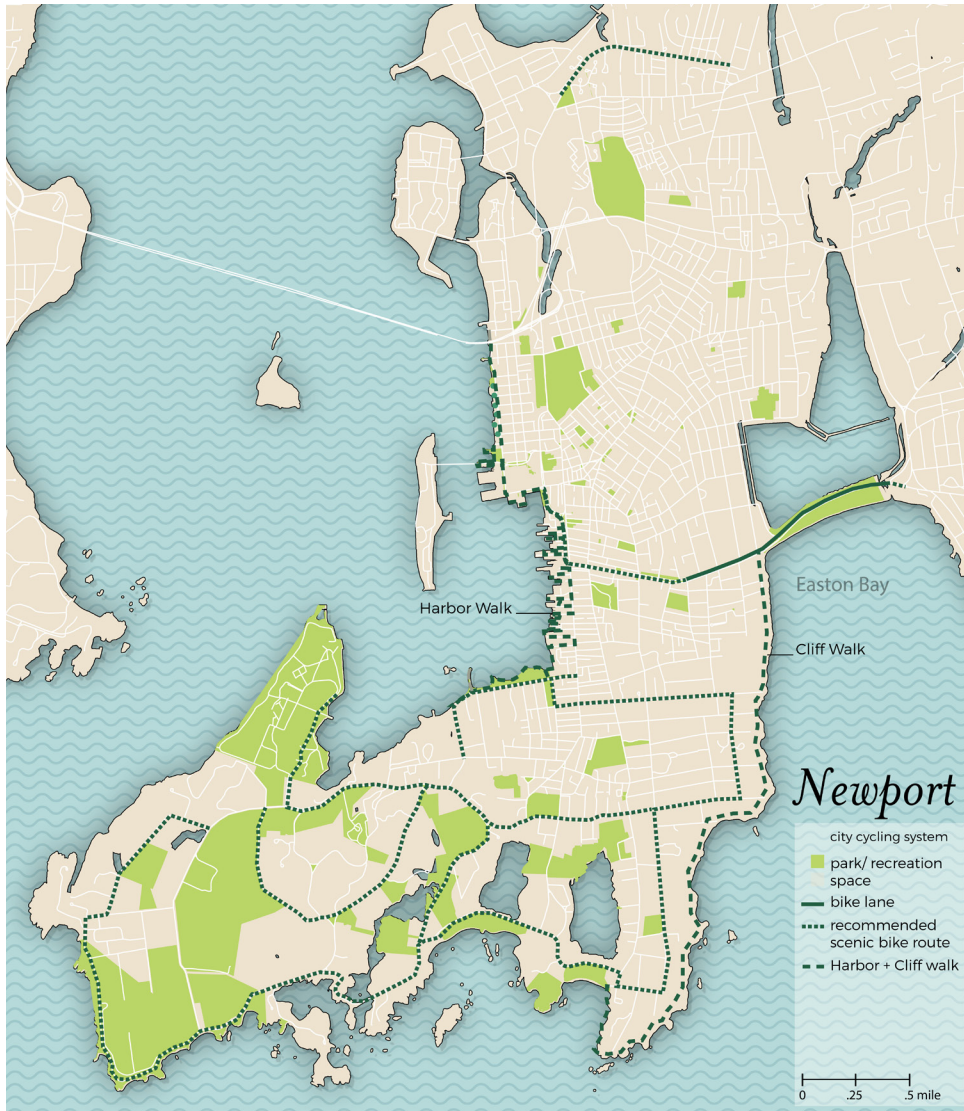 Harbor Walk
Easton Bay
Cliff Walk
Newport
city cycling system
park/ recreation
space
bike lane
recommended
scenic bike route
Harbor + Cliff walk
0 .25 .5 mile